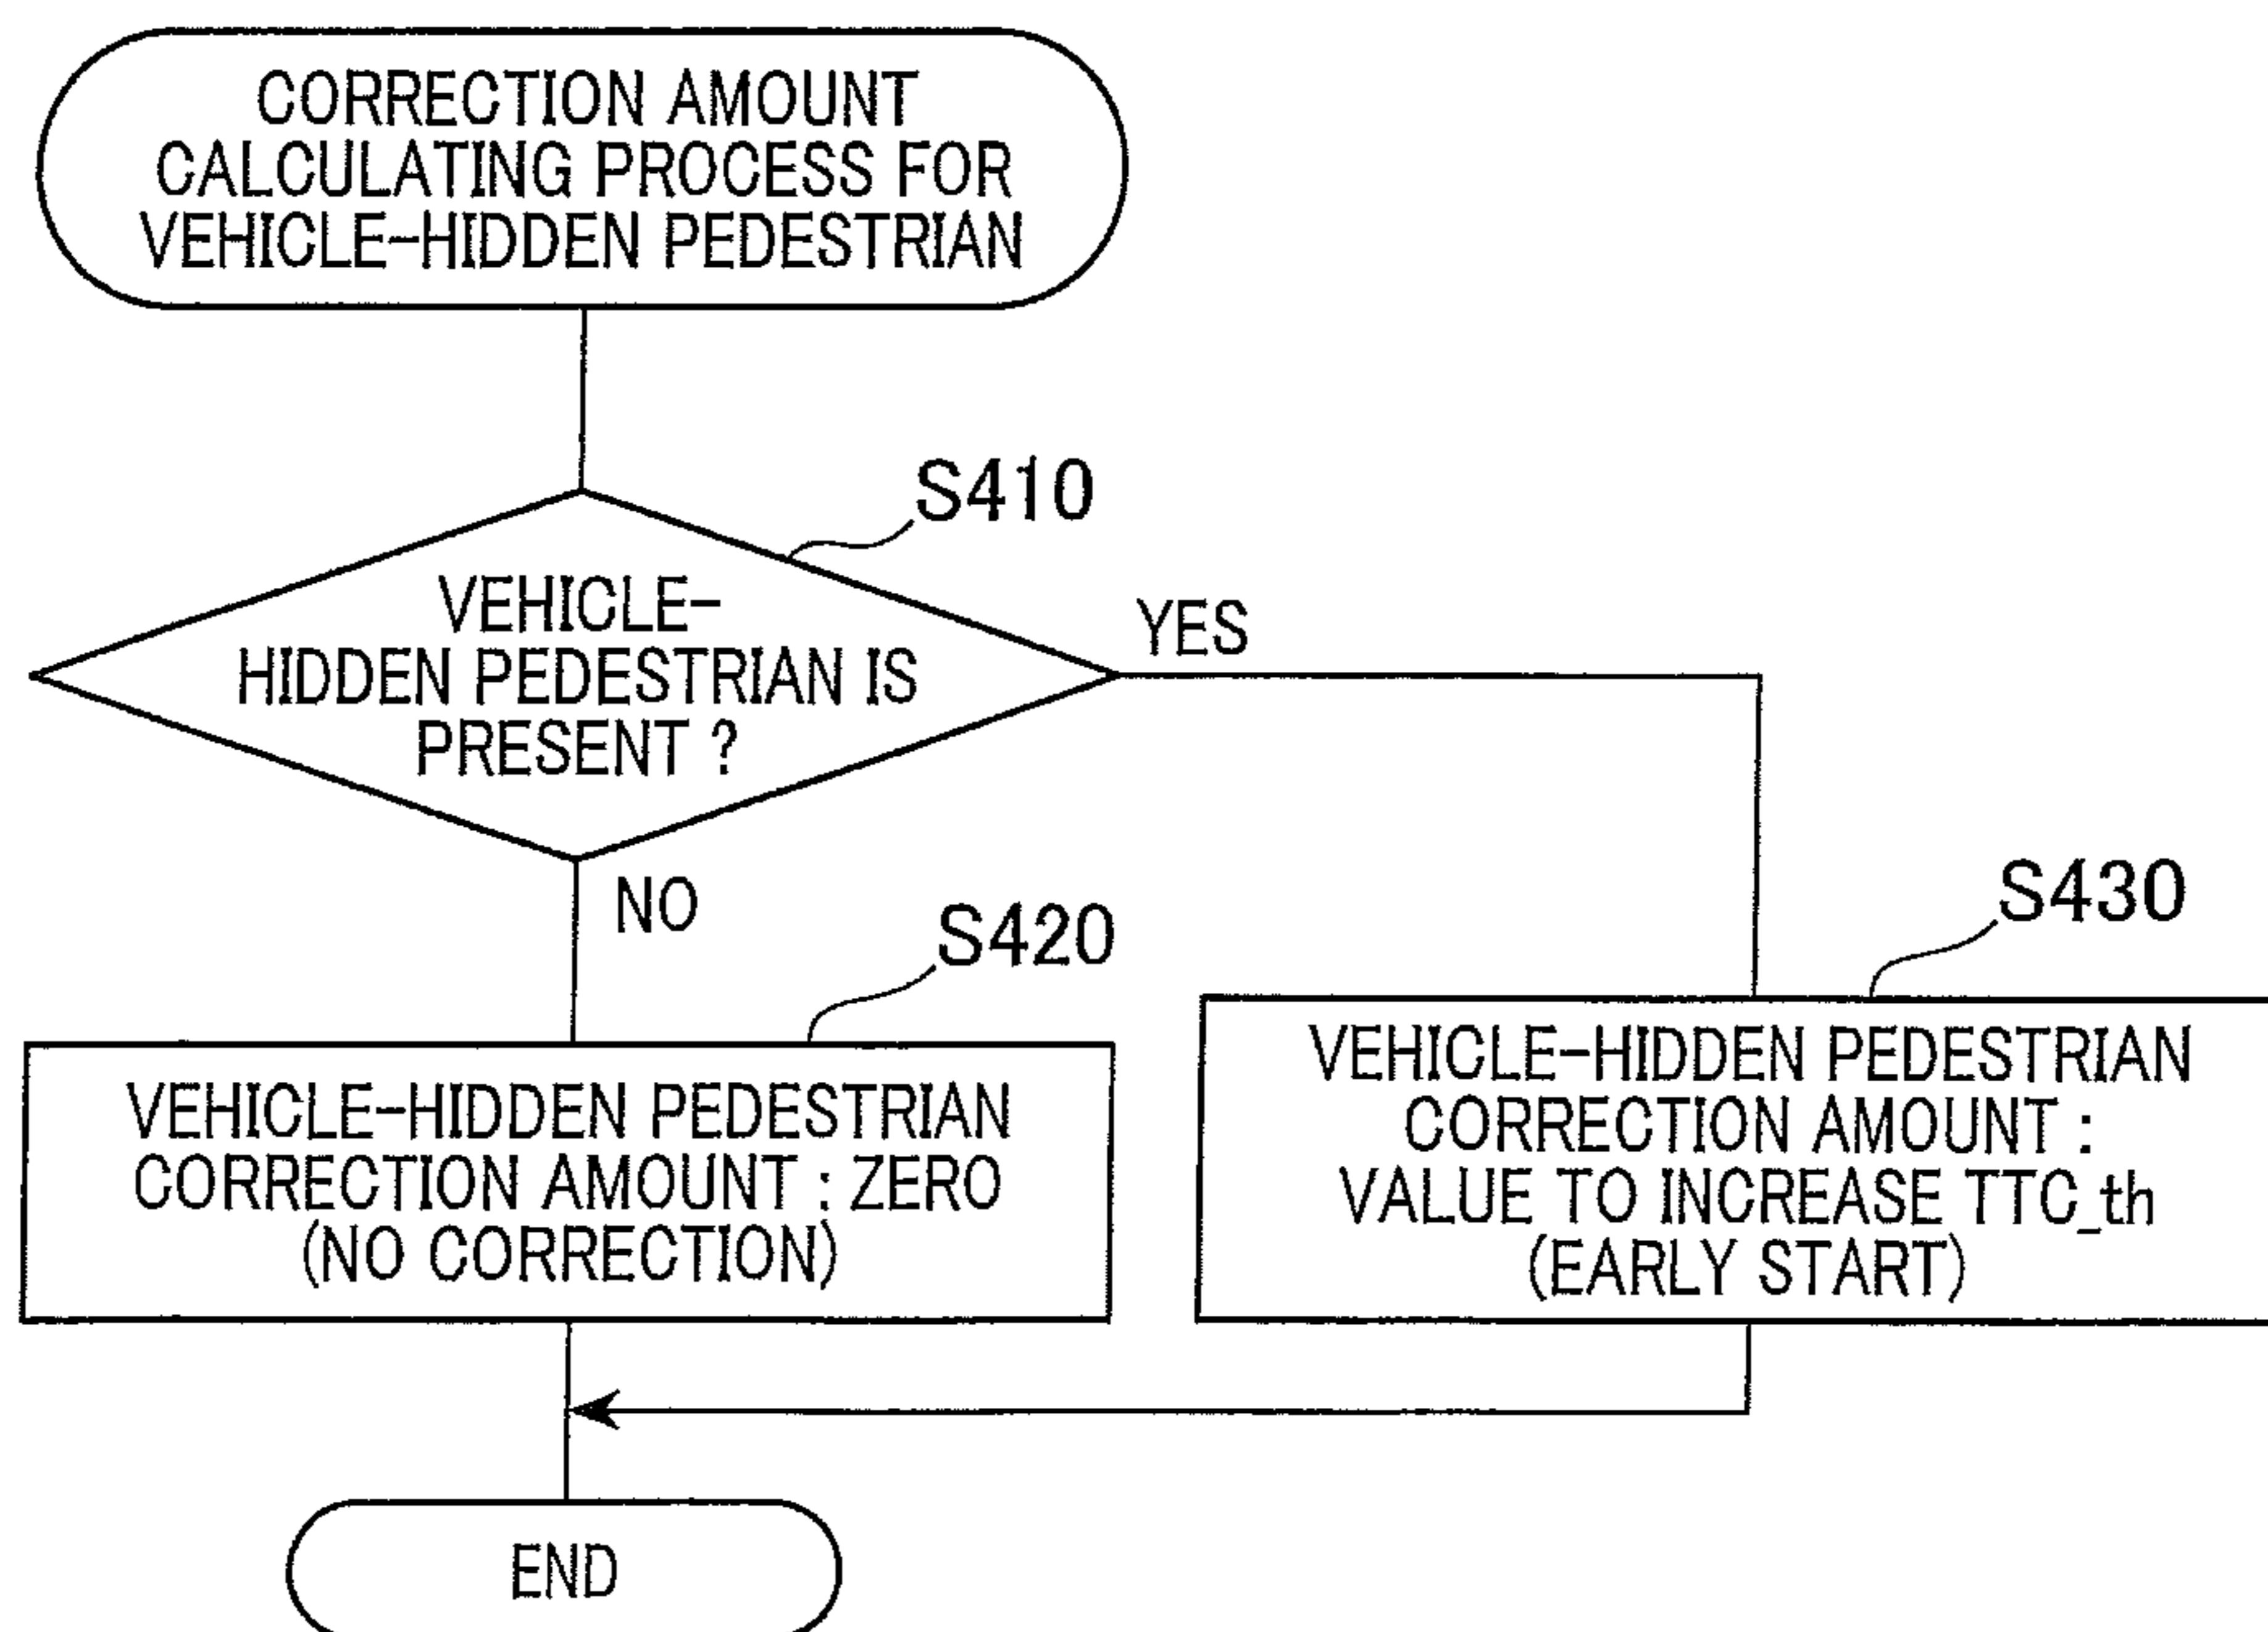 CORRECTION AMOUNT
CALCULATING PROCESS FOR
VEHICLE-HIDDEN PEDESTRIAN
S410
VEHICLE-
HIDDEN PEDESTRIAN IS
PRESENT ?
YES
NO
S420
VEHICLE-HIDDEN PEDESTRIAN
CORRECTION AMOUNT : ZERO
(NO CORRECTION)
S430
VEHICLE-HIDDEN PEDESTRIAN
CORRECTION AMOUNT :
VALUE TO INCREASE TTC_th
(EARLY START)
END